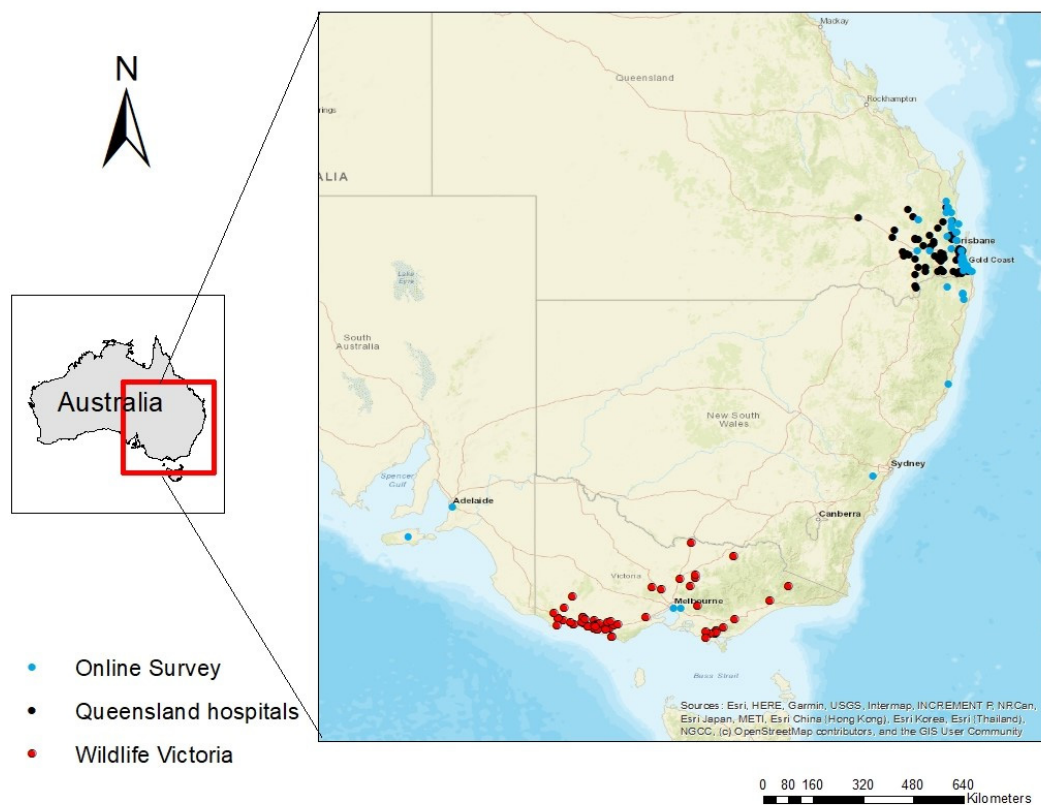 N
Mackay
Queensland
Rockhampton
rings
ALIA
Brisbane
Gold Coast
Lake
Eyre
South
Australia
Australia
New South
Wales
Spencer
Gulf
Sydney
Adelaide
Canberra
Victoria
Melbourne
Bass Strait
Online Survey
Queensland hospitals
Wildlife Victoria
Sources: Esri, HERE, Garmin, USGS, Intermap, INCREMENT P, NRCan,
Esri Japan, METI, Esri China (Hong Kong), Esri Korea, Esri (Thailand),
NGCC, (c) OpenStreetMap contributors, and the GIS User Community
0 80 160 320 480 640
Kilometers